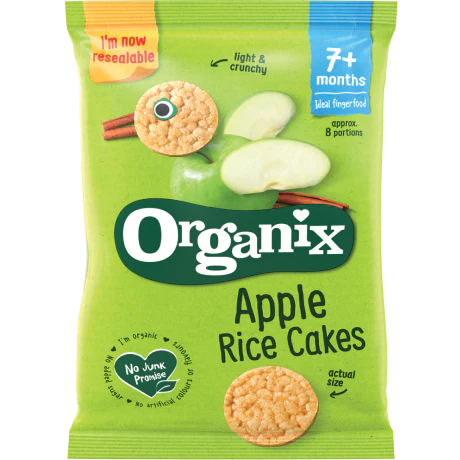 I'm now
resealable
light &
crunchy
7+
months
Ideal fingerfood
approx.
8 portions
Organix
Apple
Rice Cakes
actual
size
No Junk
Promise
I'm organic ♥ No artificial colours or flavours ♥ No added sugar ♥